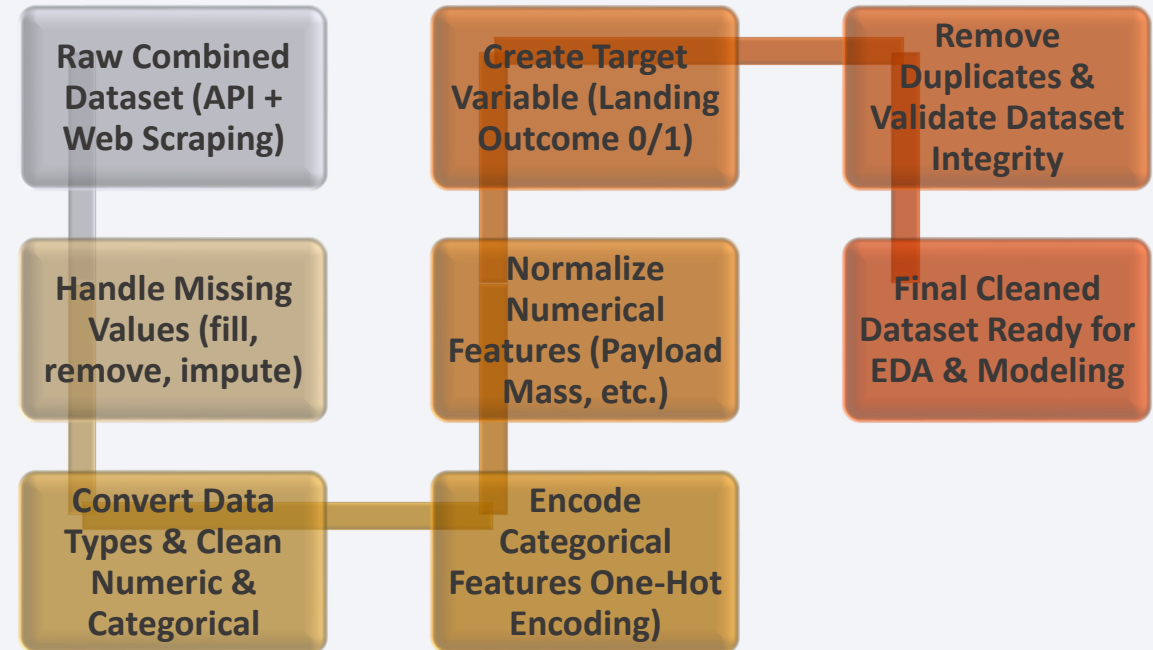 Raw Combined
Dataset (API +
Web Scraping)
Handle Missing
Values (fill,
remove, impute)
Convert Data
Types & Clean
Numeric &
Categorical
Encode
Categorical
Features One-Hot
Encoding)
Normalize
Numerical
Features (Payload
Mass, etc.)
Create Target
Variable (Landing
Outcome 0/1)
Remove
Duplicates &
Validate Dataset
Integrity
Final Cleaned
Dataset Ready for
EDA & Modeling